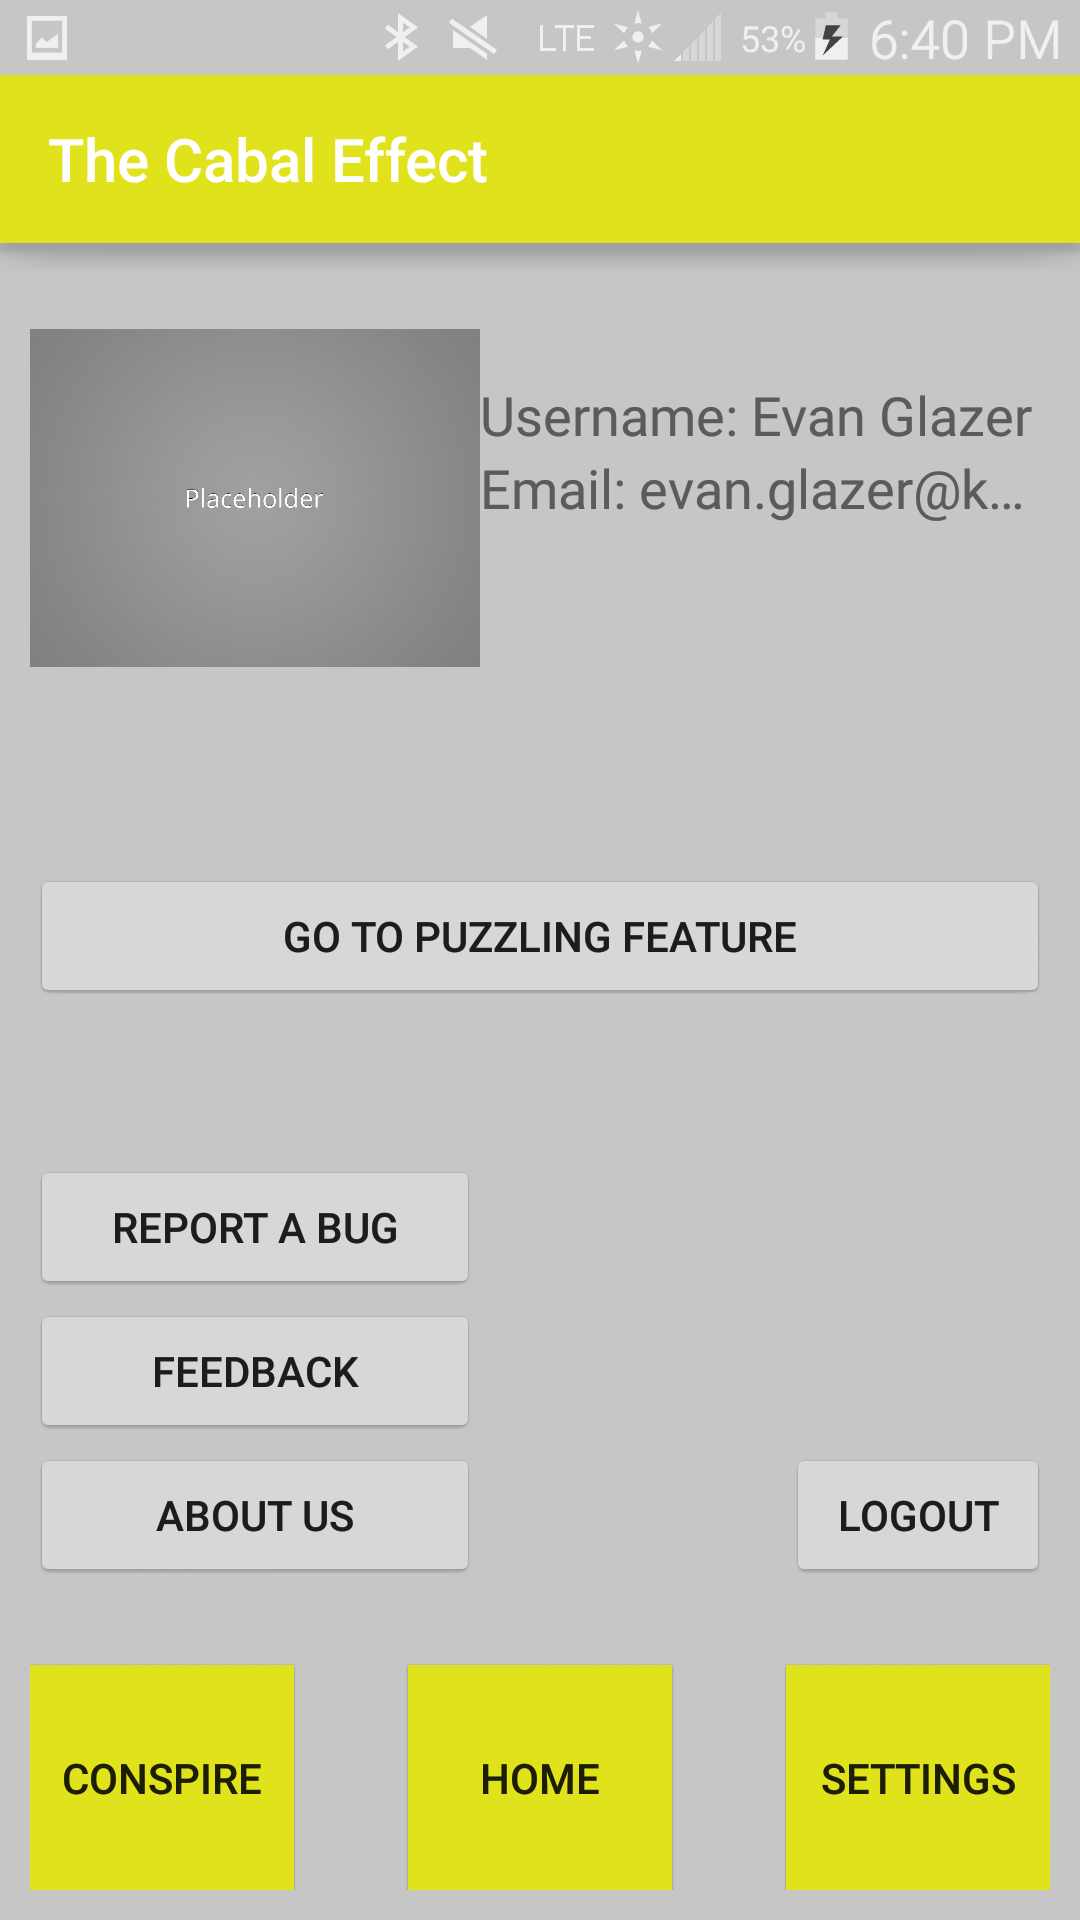 LTE 53% 6:40 PM
The Cabal Effect
Placeholder
Username: Evan Glazer
Email: evan.glazer@k...
GO TO PUZZLING FEATURE
REPORT A BUG
FEEDBACK
ABOUT US
LOGOUT
CONSPIRE
HOME
SETTINGS